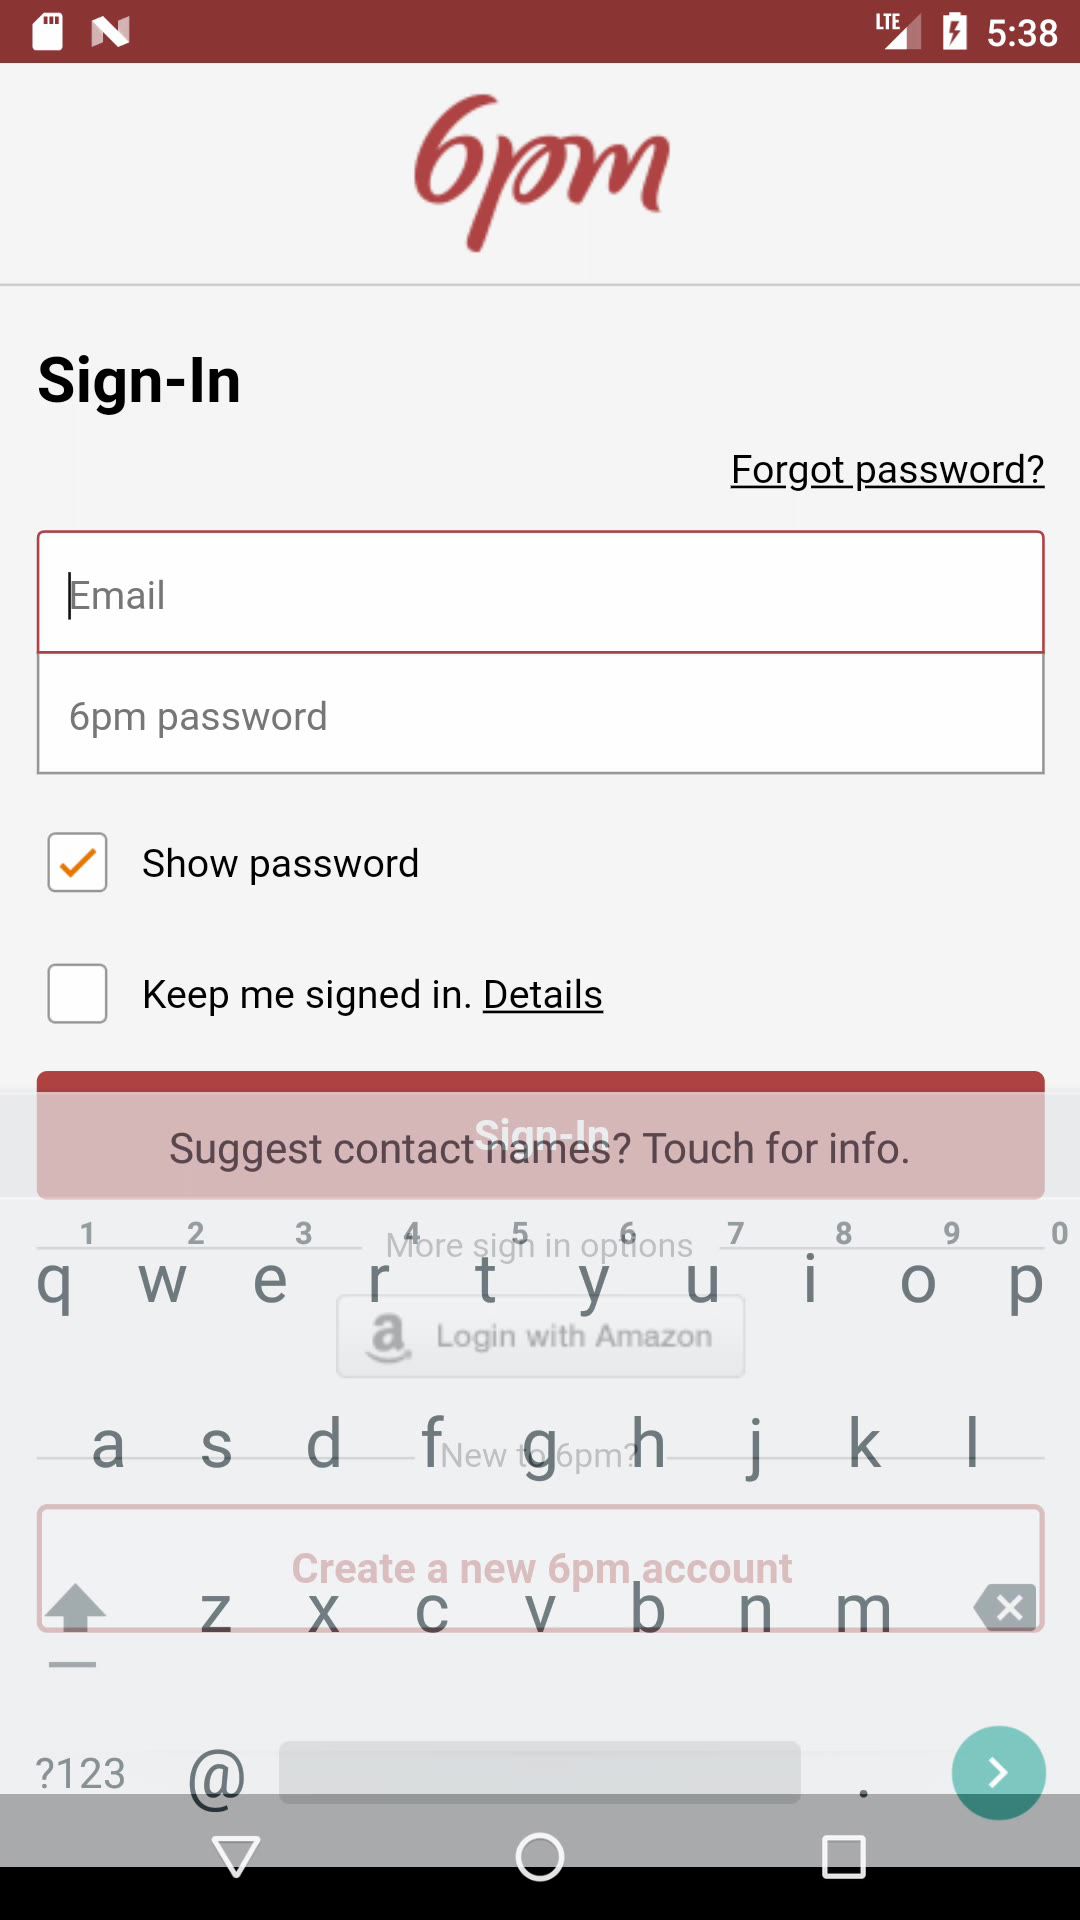 LTE 5:38
6pm
Sign-In
Forgot password?
Email
6pm password
Show password
Keep me signed in. Details
Sign-In
Suggest contact names? Touch for info.
1 2 3 4 5 6 7 8 9 0
More sign in options
q w e r t y u i o p
a Login with Amazon
a s d f g h j k l
New to 6pm?
Create a new 6pm account
z x c v b n m
?123 @ .